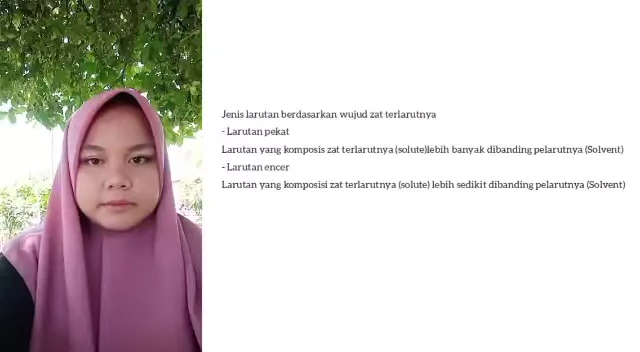 Jenis larutan berdasarkan wujud zat terlarutnya
- Larutan pekat
Larutan yang komposis zat terlarutnya (solute)lebih banyak dibanding pelarutnya (Solvent)
- Larutan encer
Larutan yang komposisi zat terlarutnya (solute) lebih sedikit dibanding pelarutnya (Solvent)